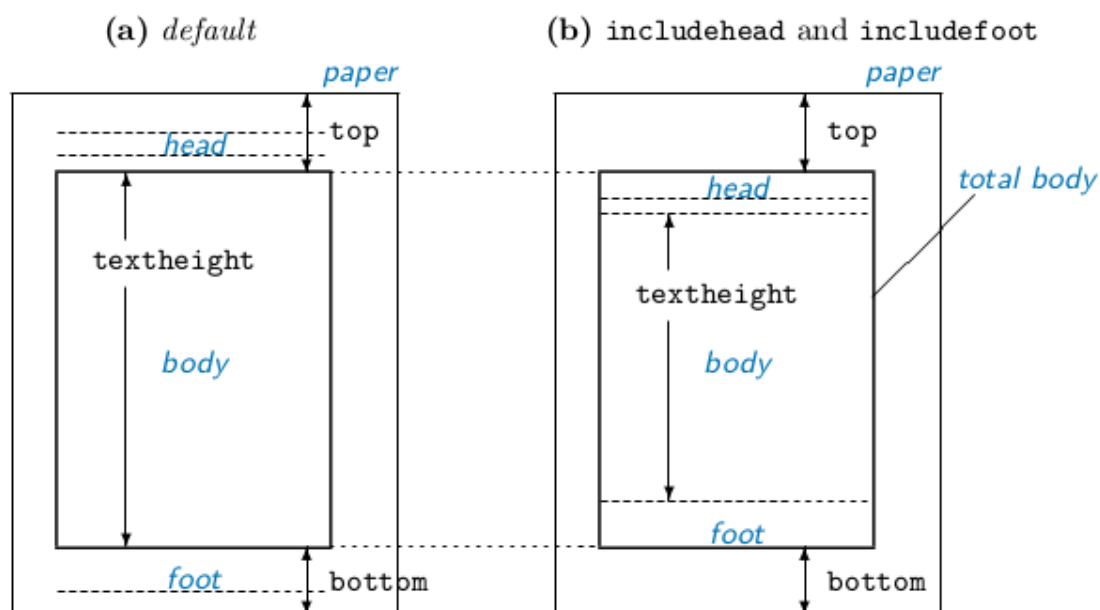 (a) default
(b) includehead and includefoot
paper
paper
head
top
top
head
total body
textheight
textheight
body
body
foot
foot
bottom
bottom